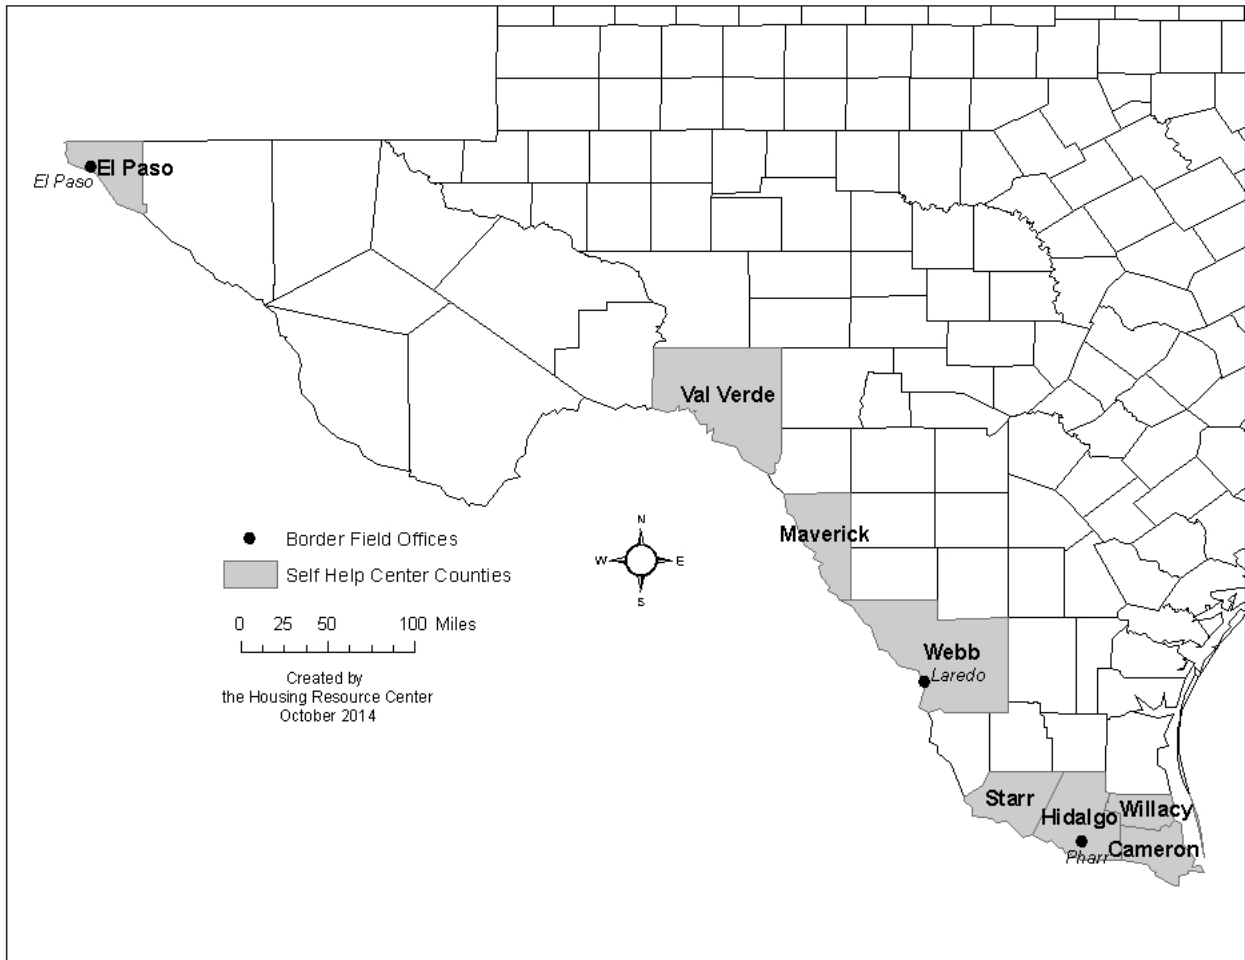 El Paso
El Paso
Val Verde
Maverick
N
W E
S
Border Field Offices
Self Help Center Counties
0 25 50 100 Miles
Created by
the Housing Resource Center
October 2014
Webb
Laredo
Starr
Hidalgo
Willacy
Pharr
Cameron